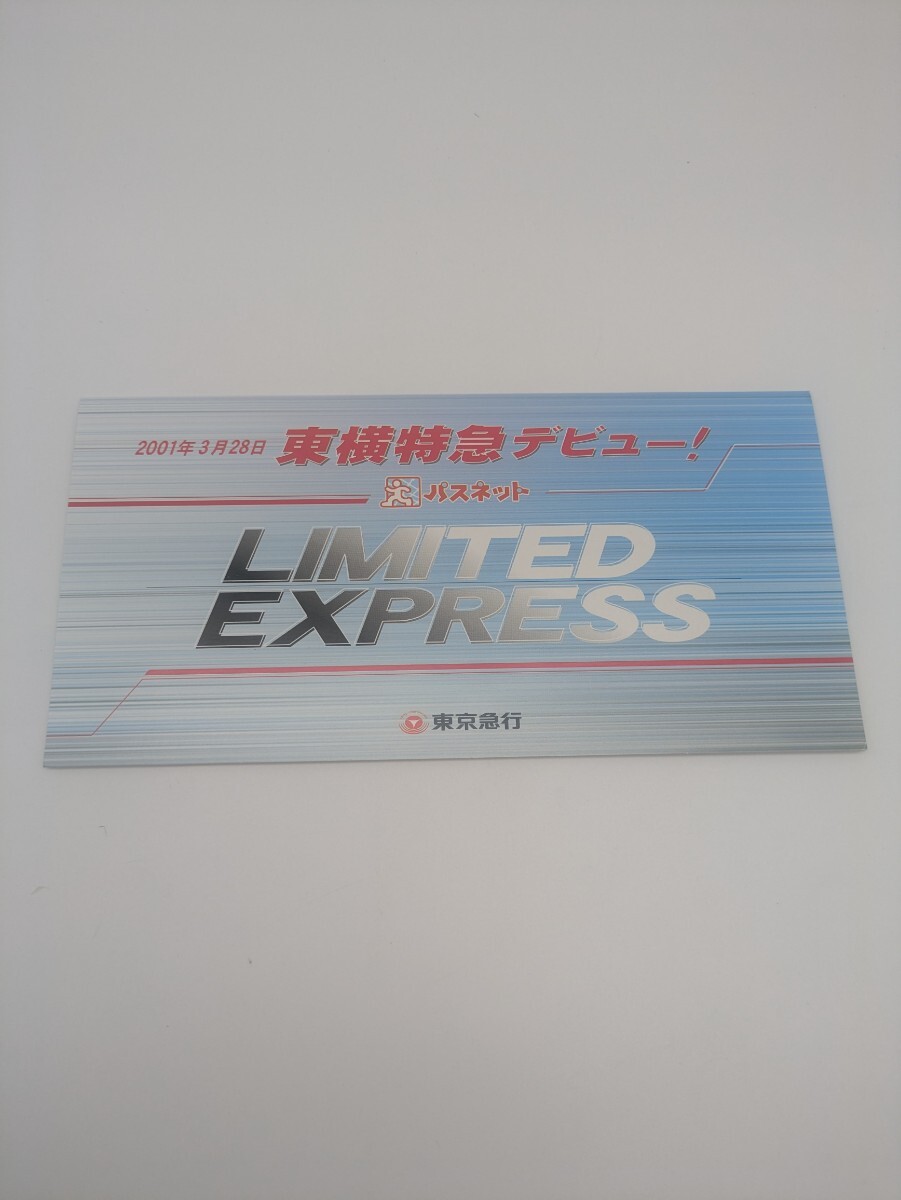 2001年3月28日 東横特急デビュー!
パスネット
LIMITED
EXPRESS
東京急行